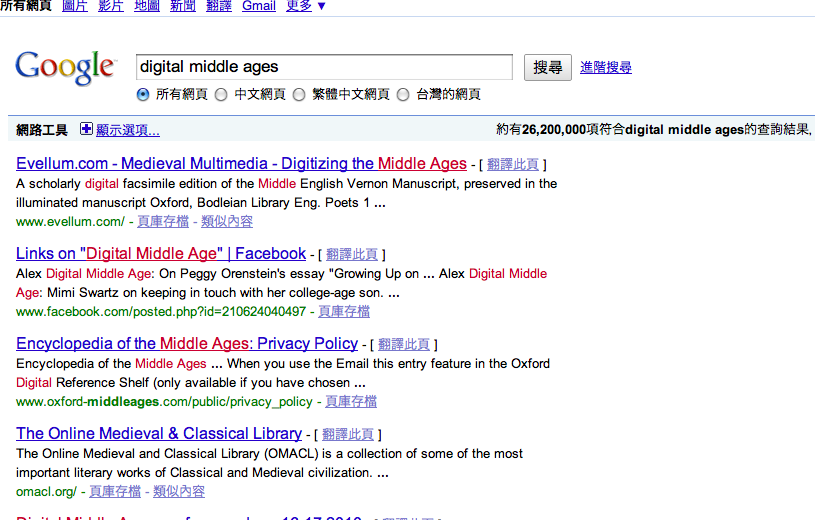 所有網頁 圖片 影片 地圖 新聞 翻譯 Gmail 更多 ▼
Google digital middle ages 搜尋 進階搜尋
所有網頁 中文網頁 繁體中文網頁 台灣的網頁
網路工具 顯示選項... 約有26,200,000項符合digital middle ages的查詢結果,
Evellum.com - Medieval Multimedia - Digitizing the Middle Ages - [ 翻譯此頁 ]
A scholarly digital facsimile edition of the Middle English Vernon Manuscript, preserved in the
illuminated manuscript Oxford, Bodleian Library Eng. Poets 1 ...
www.evellum.com/ - 頁庫存檔 - 類似內容
Links on "Digital Middle Age" | Facebook - [ 翻譯此頁 ]
Alex Digital Middle Age: On Peggy Orenstein's essay "Growing Up on ... Alex Digital Middle
Age: Mimi Swartz on keeping in touch with her college-age son. ...
www.facebook.com/posted.php?id=210624040497 - 頁庫存檔
Encyclopedia of the Middle Ages: Privacy Policy - [ 翻譯此頁 ]
Encyclopedia of the Middle Ages ... When you use the Email this entry feature in the Oxford
Digital Reference Shelf (only available if you have chosen ...
www.oxford-middleages.com/public/privacy_policy - 頁庫存檔
The Online Medieval & Classical Library - [ 翻譯此頁 ]
The Online Medieval and Classical Library (OMACL) is a collection of some of the most
important literary works of Classical and Medieval civilization. ...
omacl.org/ - 頁庫存檔 - 類似內容
Digital Middle